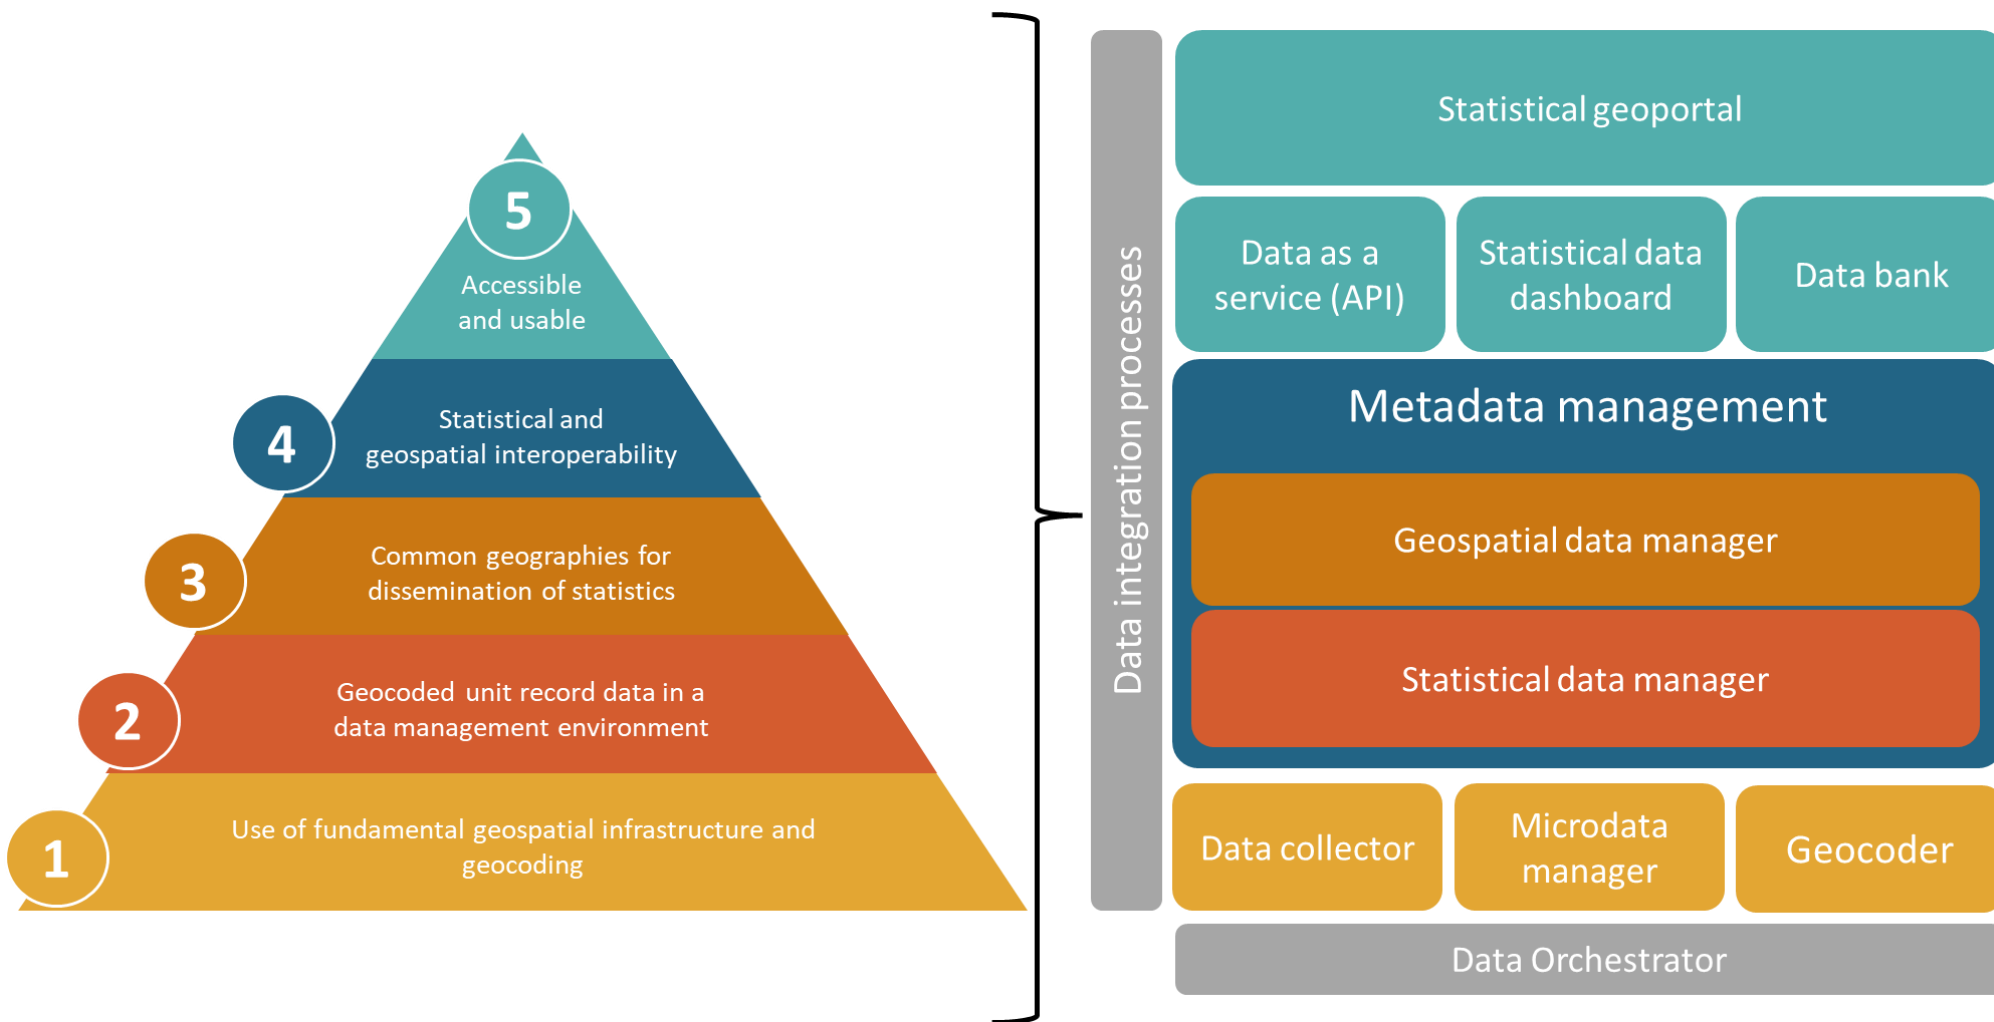 5
Accessible
and usable
4
Statistical and
geospatial interoperability
3
Common geographies for
dissemination of statistics
2
Geocoded unit record data in a
data management environment
1
Use of fundamental geospatial infrastructure and
geocoding
Data integration processes
Statistical geoportal
Data as a
service (API)
Statistical data
dashboard
Data bank
Metadata management
Geospatial data manager
Statistical data manager
Data collector
Microdata
manager
Geocoder
Data Orchestrator